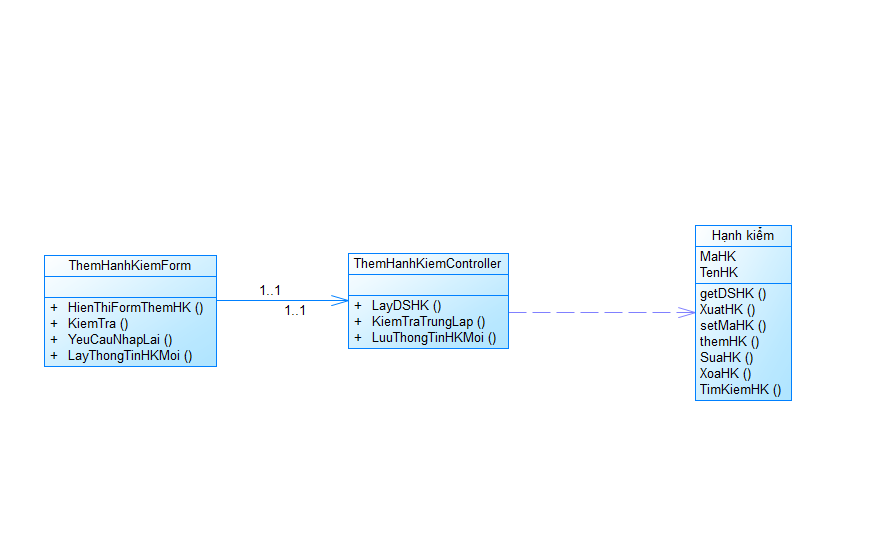 ThemHanhKiemForm
+ HienThiFormThemHK ()
+ KiemTra ()
+ YeuCauNhapLai ()
+ LayThongTinHKMoi ()
1..1
1..1
ThemHanhKiemController
+ LayDSHK ()
+ KiemTraTrungLap ()
+ LuuThongTinHKMoi ()
Hạnh kiểm
MaHK
TenHK
getDSHK ()
XuatHK ()
setMaHK ()
themHK ()
SuaHK ()
XoaHK ()
TimKiemHK ()